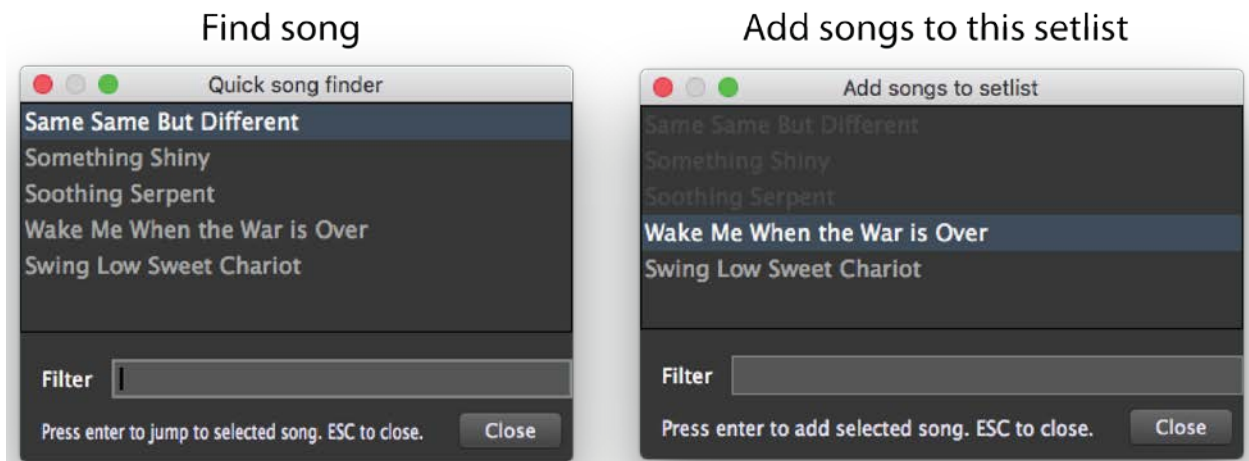 Find song
Quick song finder
Same Same But Different
Something Shiny
Soothing Serpent
Wake Me When the War is Over
Swing Low Sweet Chariot
Filter
Press enter to jump to selected song. ESC to close.
Close
Add songs to this setlist
Add songs to setlist
Same Same But Different
Something Shiny
Soothing Serpent
Wake Me When the War is Over
Swing Low Sweet Chariot
Filter
Press enter to add selected song. ESC to close.
Close